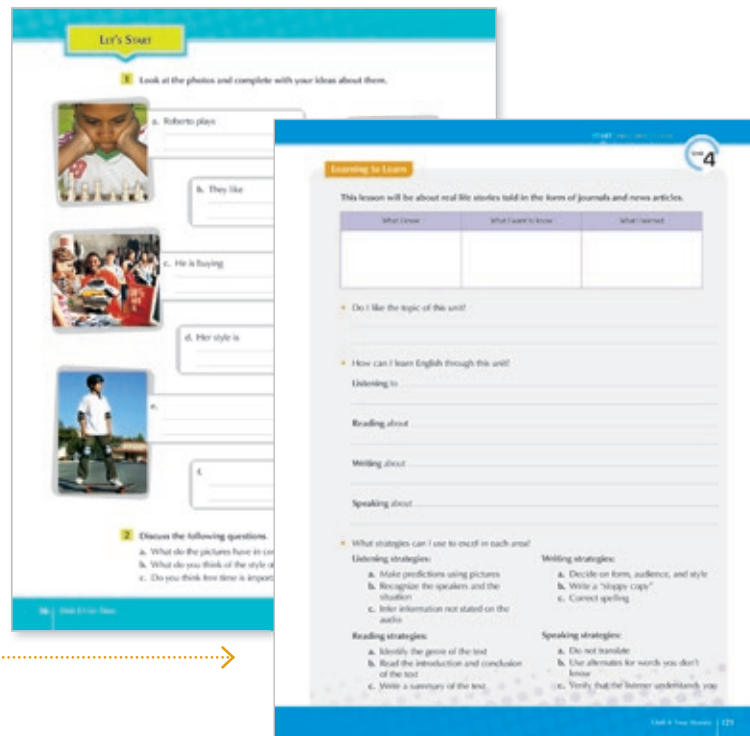 LET'S START
1 Look at the photos and complete with your ideas about them.
a. Roberto plays
b. They like
c. He is buying
d. Her style is
e.
f.
2 Discuss the following questions.
a. What do the pictures have in
b. What do you think of the style
c. Do you think free time is
START
UNIT 4
Learning to Learn
This lesson will be about real life stories told in the form of journals and news articles.
What I know What I want to know What I learned
• Do I like the topic of this unit?
• How can I learn English through this unit?
Listening to
Reading about
Writing about
Speaking about
• What strategies can I use to excel in each area?
Listening strategies:
a. Make predictions using pictures
b. Recognize the speakers and the
situation
c. Infer information not stated on the
audio
Writing strategies:
a. Decide on form, audience, and style
b. Write a "sloppy copy"
c. Correct spelling
Reading strategies:
a. Identify the genre of the text
b. Read the introduction and conclusion
of the text
c. Write a summary of the text
Speaking strategies:
a. Do not translate
b. Use alternates for words you don't
know
c. Verify that the listener understands you
Unit 4 True Stories 121